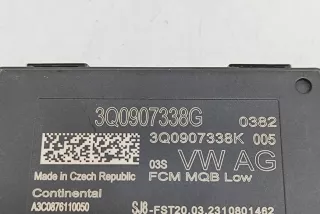 3Q0907338G 0382
3Q0907338K 005
Made in Czech Republic 03S VW AG
Continental FCM MQB Low
A3C0876110050 SJ8-FST20.03.2310801462